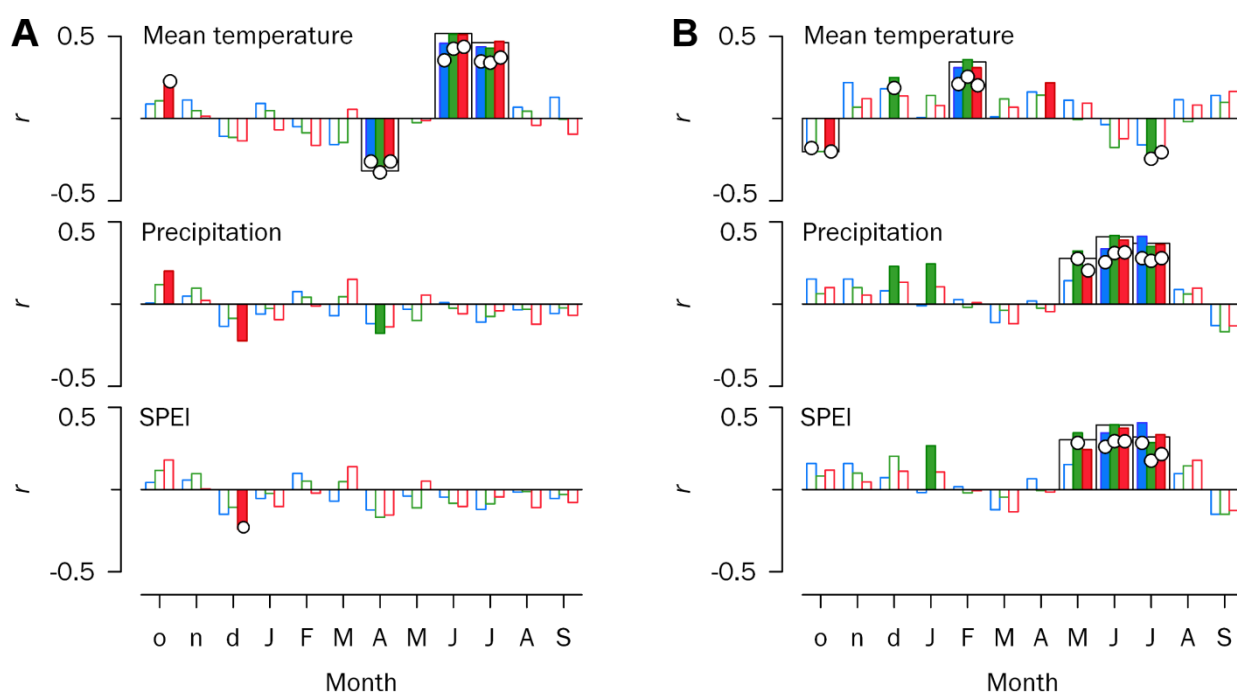 A
Mean temperature
0.5
r
-0.5
Precipitation
0.5
r
-0.5
SPEI
0.5
r
-0.5
o n d J F M A M J J A S
Month
B
Mean temperature
0.5
r
-0.5
Precipitation
0.5
r
-0.5
SPEI
0.5
r
-0.5
o n d J F M A M J J A S
Month